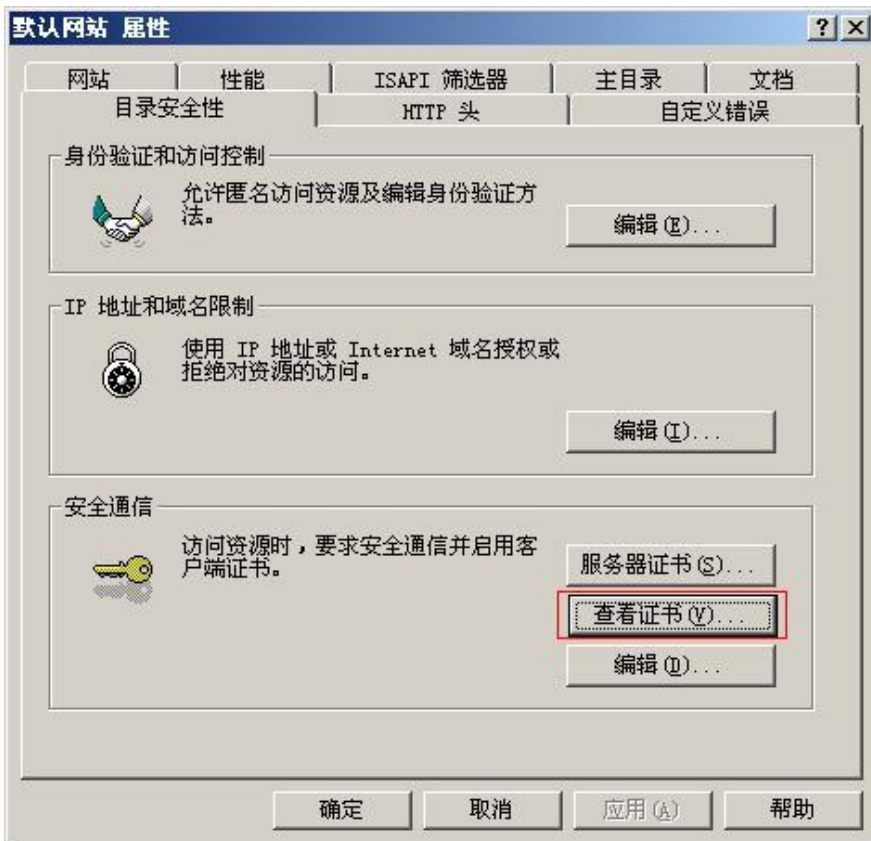 默认网站 属性
网站 性能 ISAPI 筛选器 主目录 文档
目录安全性 HTTP 头 自定义错误
身份验证和访问控制
允许匿名访问资源及编辑身份验证方
法。
编辑(E)...
IP 地址和域名限制
使用 IP 地址或 Internet 域名授权或
拒绝对资源的访问。
编辑(I)...
安全通信
访问资源时,要求安全通信并启用客
户端证书。
服务器证书(S)...
查看证书(V)...
编辑(D)...
确定 取消 应用(A) 帮助